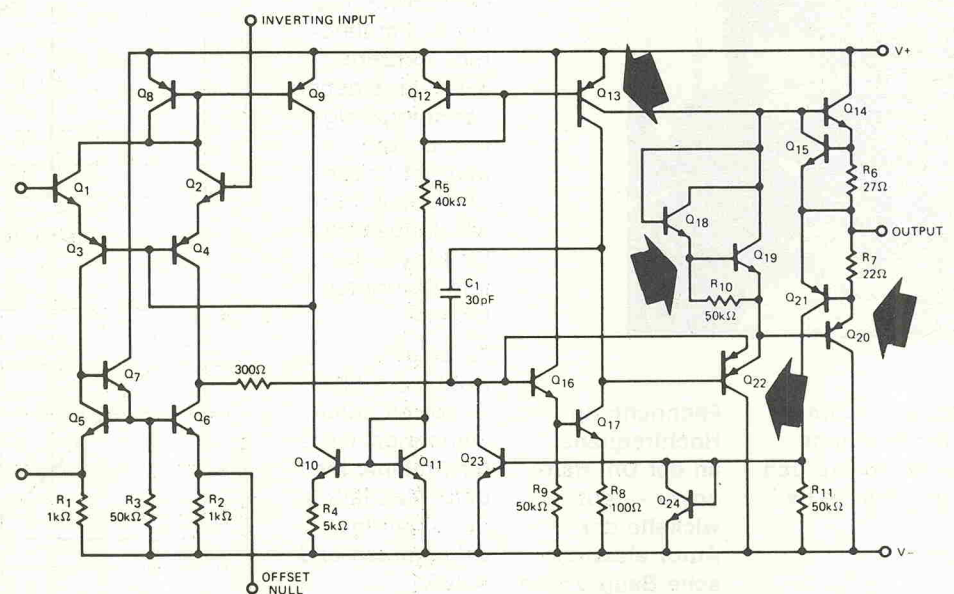 INVERTING INPUT
V+
Q8
Q9
Q12
Q13
Q14
Q15
Q1
Q2
R5
40kΩ
R6
27Ω
Q18
Q3
Q4
OUTPUT
Q19
R7
22Ω
C1
30pF
R10
50kΩ
Q21
Q20
300Ω
Q7
Q16
Q22
Q5
Q6
Q17
Q10
Q11
Q23
R1
1kΩ
R3
50kΩ
R2
1kΩ
R4
5kΩ
R9
50kΩ
R8
100Ω
Q24
R11
50kΩ
V−
OFFSET
NULL